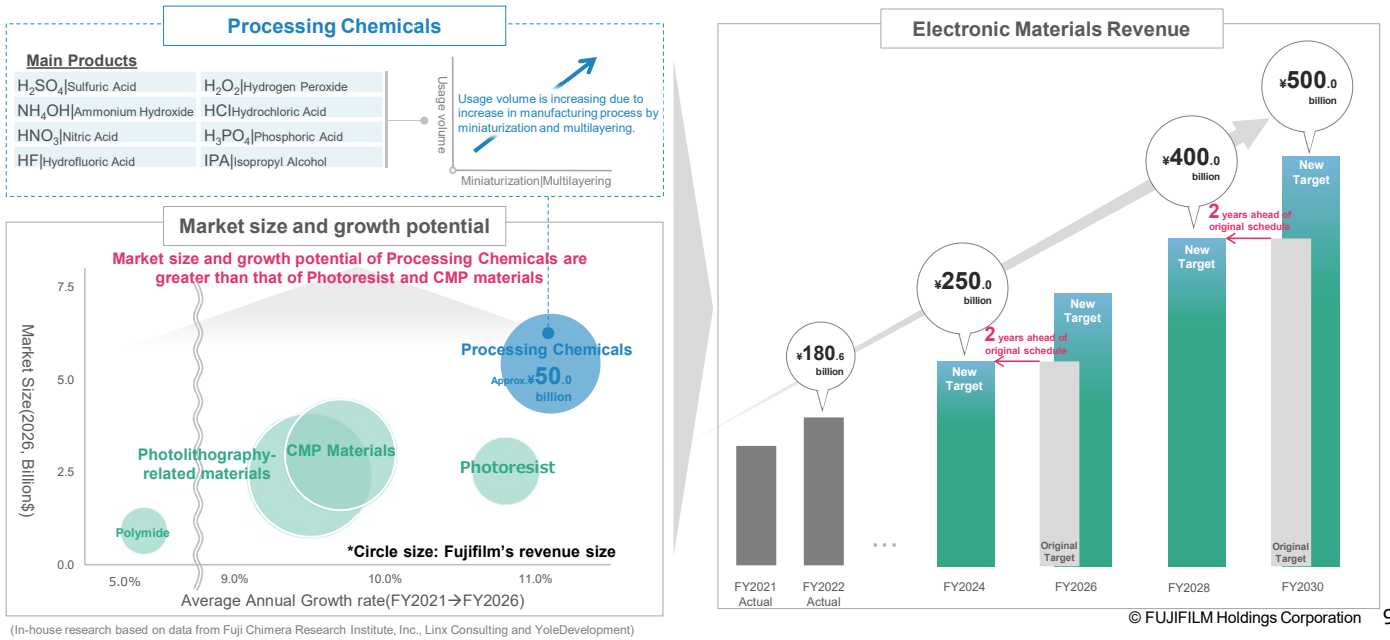 Processing Chemicals
Main Products
H₂SO₄|Sulfuric Acid
H₂O₂|Hydrogen Peroxide
NH₄OH|Ammonium Hydroxide
HCl|Hydrochloric Acid
HNO₃|Nitric Acid
H₃PO₄|Phosphoric Acid
HF|Hydrofluoric Acid
IPA|Isopropyl Alcohol
Usage volume
Usage volume is increasing due to
increase in manufacturing process by
miniaturization and multilayering.
Miniaturization|Multilayering
Market size and growth potential
Market size and growth potential of Processing Chemicals are
greater than that of Photoresist and CMP materials
Market Size(2026, Billion$)
7.5
5.0
2.5
0.0
Processing Chemicals
Approx.¥50.0
billion
Photolithography-
related materials
CMP Materials
Photoresist
Polymide
*Circle size: Fujifilm's revenue size
5.0%
9.0%
10.0%
11.0%
Average Annual Growth rate(FY2021→FY2026)
(In-house research based on data from Fuji Chimera Research Institute, Inc., Linx Consulting and YoleDevelopment)
Electronic Materials Revenue
¥180.6
billion
¥250.0
billion
¥400.0
billion
¥500.0
billion
New
Target
2 years ahead of
original schedule
New
Target
Original
Target
New
Target
2 years ahead of
original schedule
New
Target
Original
Target
...
FY2021
Actual
FY2022
Actual
FY2024
FY2026
FY2028
FY2030
© FUJIFILM Holdings Corporation
9